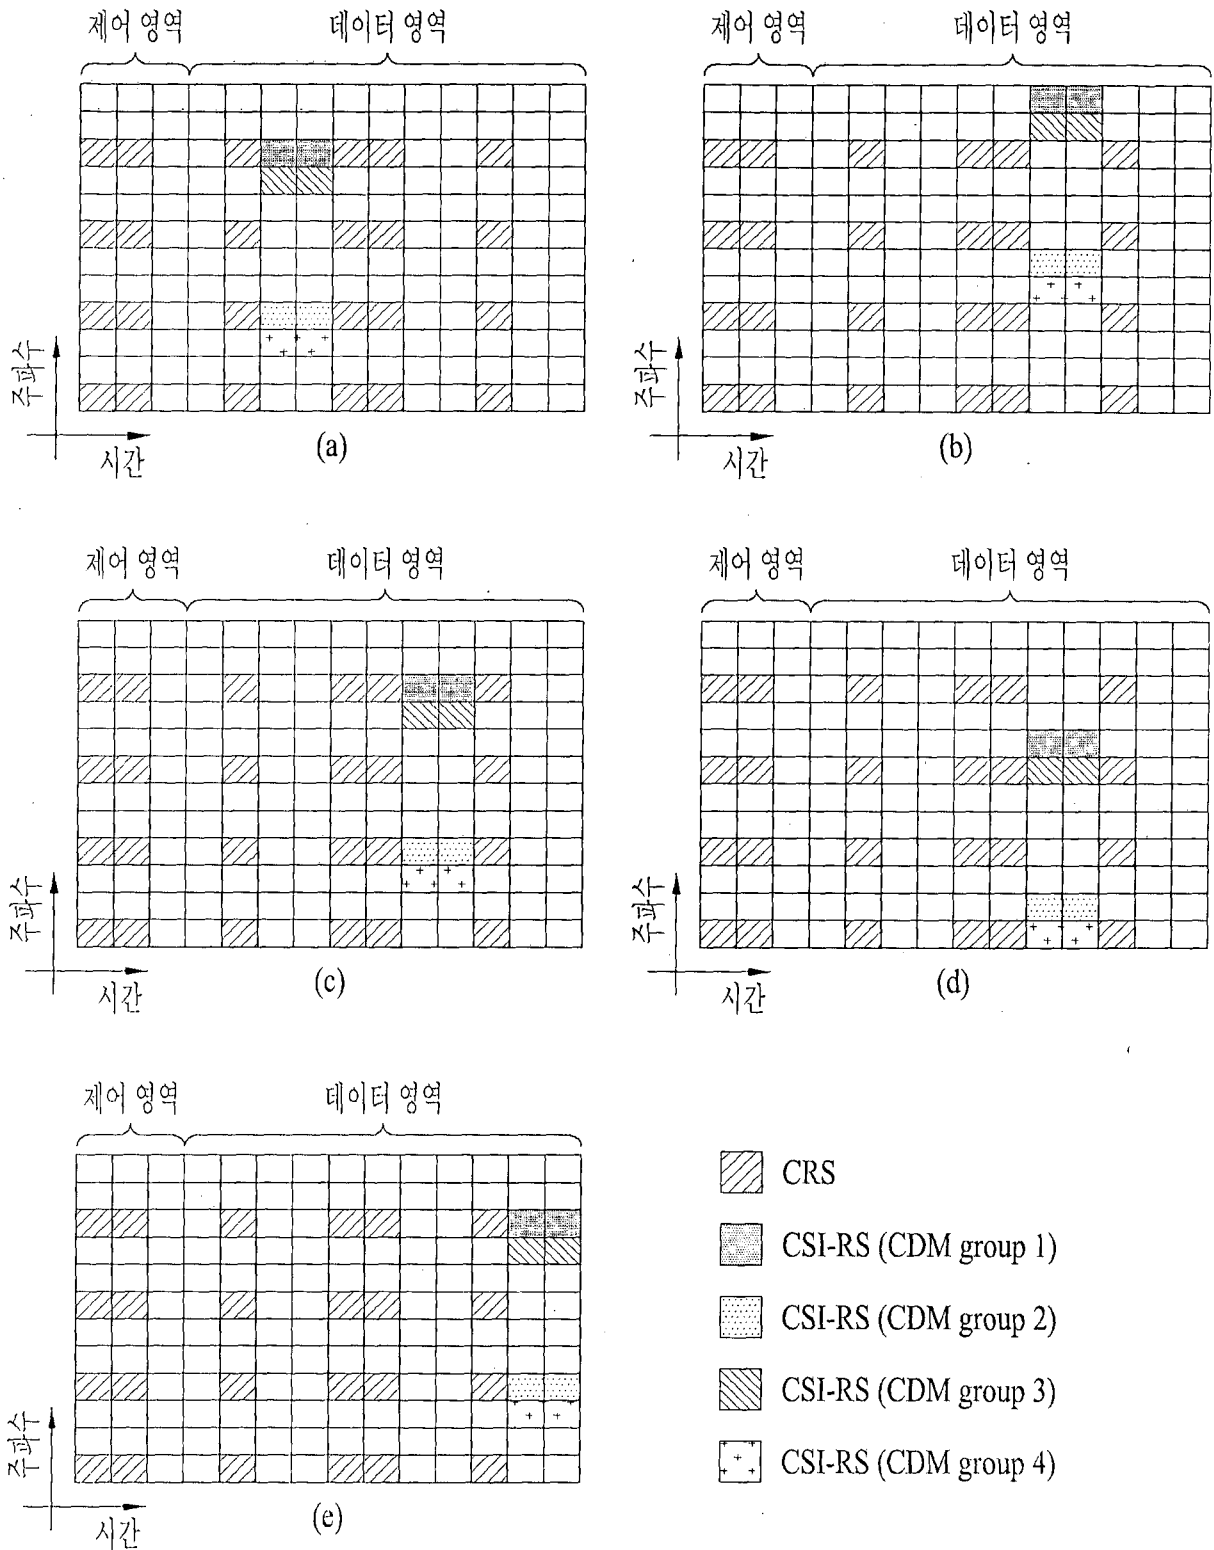 제어 영역 데이터 영역
주파수
시간
(a)
제어 영역 데이터 영역
주파수
시간
(b)
제어 영역 데이터 영역
주파수
시간
(c)
제어 영역 데이터 영역
주파수
시간
(d)
제어 영역 데이터 영역
주파수
시간
(e)
CRS
CSI-RS (CDM group 1)
CSI-RS (CDM group 2)
CSI-RS (CDM group 3)
CSI-RS (CDM group 4)